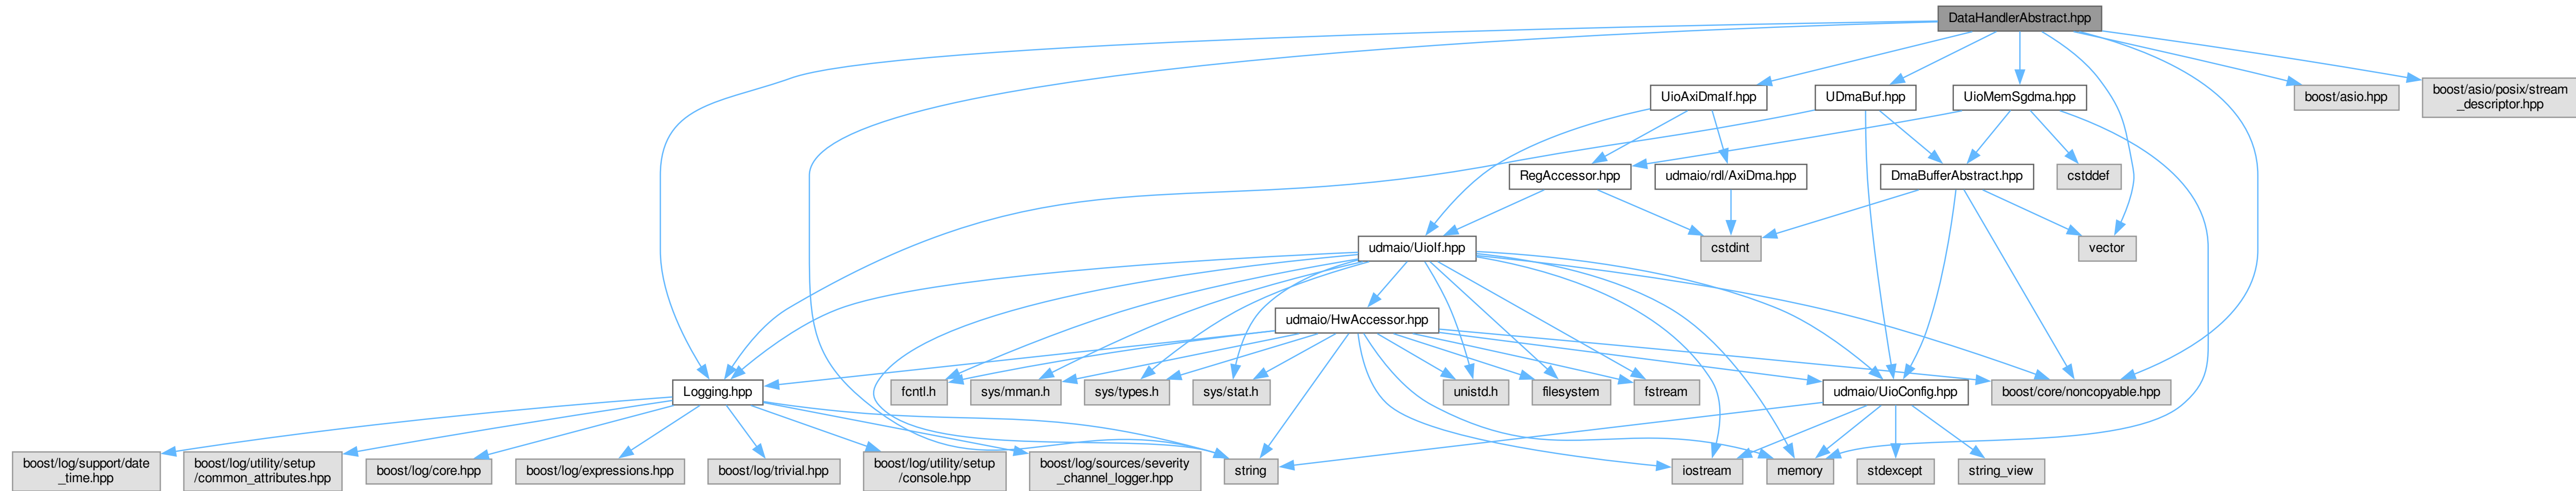 DataHandlerAbstract.hpp
UioAxiDmaIf.hpp
UDmaBuf.hpp
UioMemSgdma.hpp
boost/asio.hpp
boost/asio/posix/stream
_descriptor.hpp
RegAccessor.hpp
udmaio/rdl/AxiDma.hpp
DmaBufferAbstract.hpp
cstddef
udmaio/UioIf.hpp
cstdint
vector
udmaio/HwAccessor.hpp
Logging.hpp
fcntl.h
sys/mman.h
sys/types.h
sys/stat.h
unistd.h
filesystem
fstream
udmaio/UioConfig.hpp
boost/core/noncopyable.hpp
boost/log/support/date
_time.hpp
boost/log/utility/setup
/common_attributes.hpp
boost/log/core.hpp
boost/log/expressions.hpp
boost/log/trivial.hpp
boost/log/utility/setup
/console.hpp
boost/log/sources/severity
_channel_logger.hpp
string
iostream
memory
stdexcept
string_view